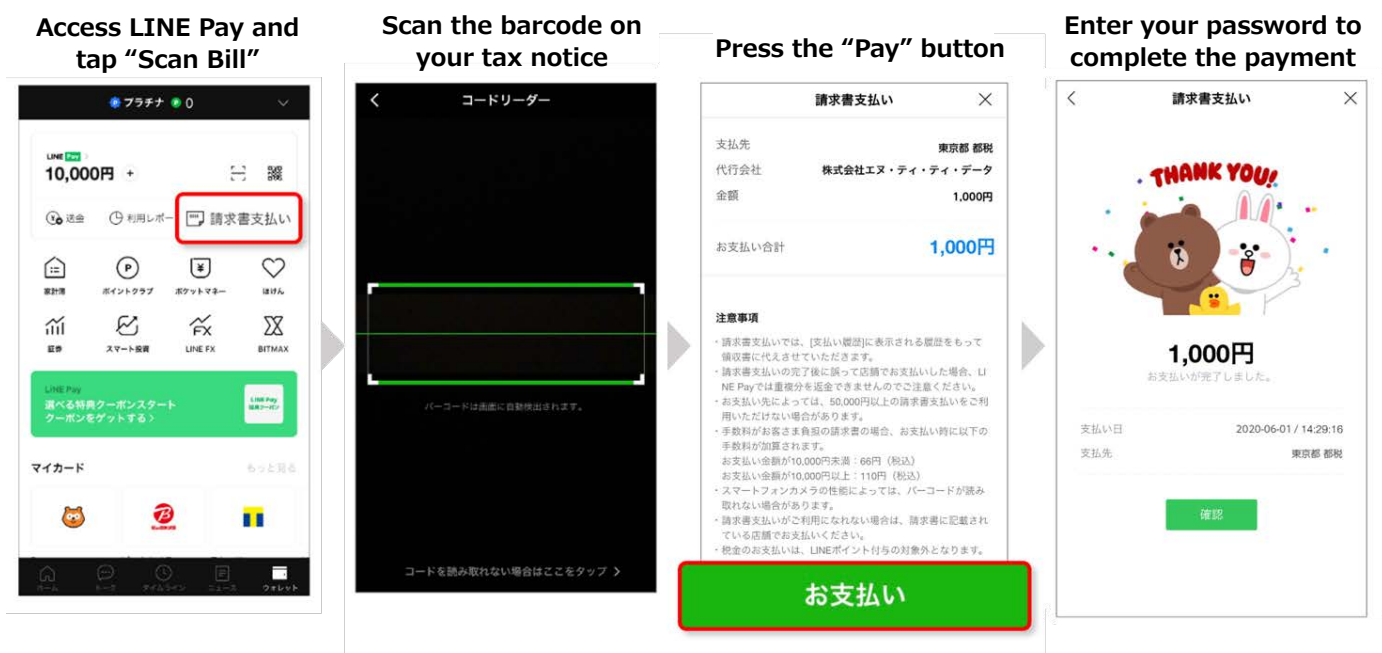 Access LINE Pay and
tap “Scan Bill”
プラチナ 0
LINE Pay
10,000円 +
送金 利用レポー 請求書支払い
家計簿 ポイントクラブ ポケットマネー ほけん
証券 スマート投資 LINE FX BITMAX
LINE Pay
選べる特典クーポンスタート
クーポンをゲットする
LINE Pay
特典クーポン
マイカード もっと見る
ホーム トーク タイムライン ニュース ウォレット
Scan the barcode on
your tax notice
コードリーダー
バーコードは画面に自動検出されます。
コードを読み取れない場合はここをタップ
Press the “Pay” button
請求書支払い
支払先 東京都 都税
代行会社 株式会社エヌ・ティ・ティ・データ
金額 1,000円
お支払い合計 1,000円
注意事項
・請求書支払いでは、[支払い履歴]に表示される履歴をもって
領収書に代えさせていただきます。
・請求書支払いの完了後に誤って店舗でお支払いした場合、LI
NE Payでは重複分を返金できませんのでご注意ください。
・お支払い先によっては、50,000円以上の請求書支払いをご利
用いただけない場合があります。
・手数料がお客さま負担の請求書の場合、お支払い時に以下の
手数料が加算されます。
お支払い金額が10,000円未満：66円（税込）
お支払い金額が10,000円以上：110円（税込）
・スマートフォンカメラの性能によっては、バーコードが読み
取れない場合があります。
・請求書支払いがご利用になれない場合は、請求書に記載され
ている店舗でお支払いください。
・税金のお支払いは、LINEポイント付与の対象外となります。
お支払い
Enter your password to
complete the payment
請求書支払い
THANK YOU!
1,000円
お支払いが完了しました。
支払い日 2020-06-01 / 14:29:16
支払先 東京都 都税
確認